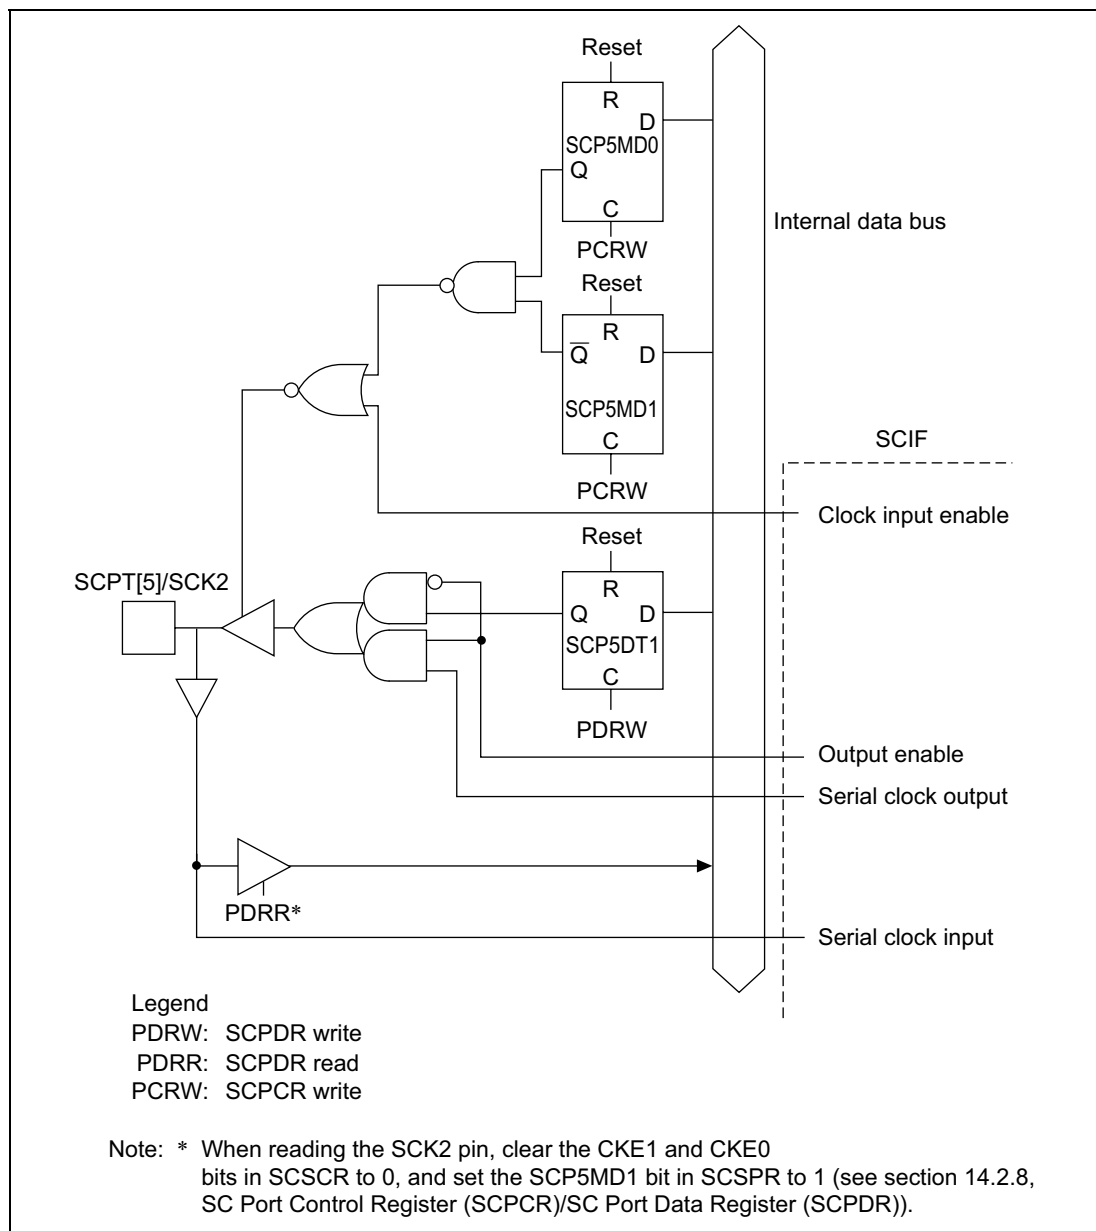 Reset
R
D
SCP5MD0
Q
C
PCRW
Internal data bus
Reset
R
Q̅ D
SCP5MD1
C
PCRW
SCIF
Clock input enable
Reset
SCPT[5]/SCK2
R
Q D
SCP5DT1
C
PDRW
Output enable
Serial clock output
PDRR*
Serial clock input
Legend
PDRW: SCPDR write
PDRR: SCPDR read
PCRW: SCPCR write
Note: * When reading the SCK2 pin, clear the CKE1 and CKE0
bits in SCSCR to 0, and set the SCP5MD1 bit in SCSPR to 1 (see section 14.2.8,
SC Port Control Register (SCPCR)/SC Port Data Register (SCPDR)).